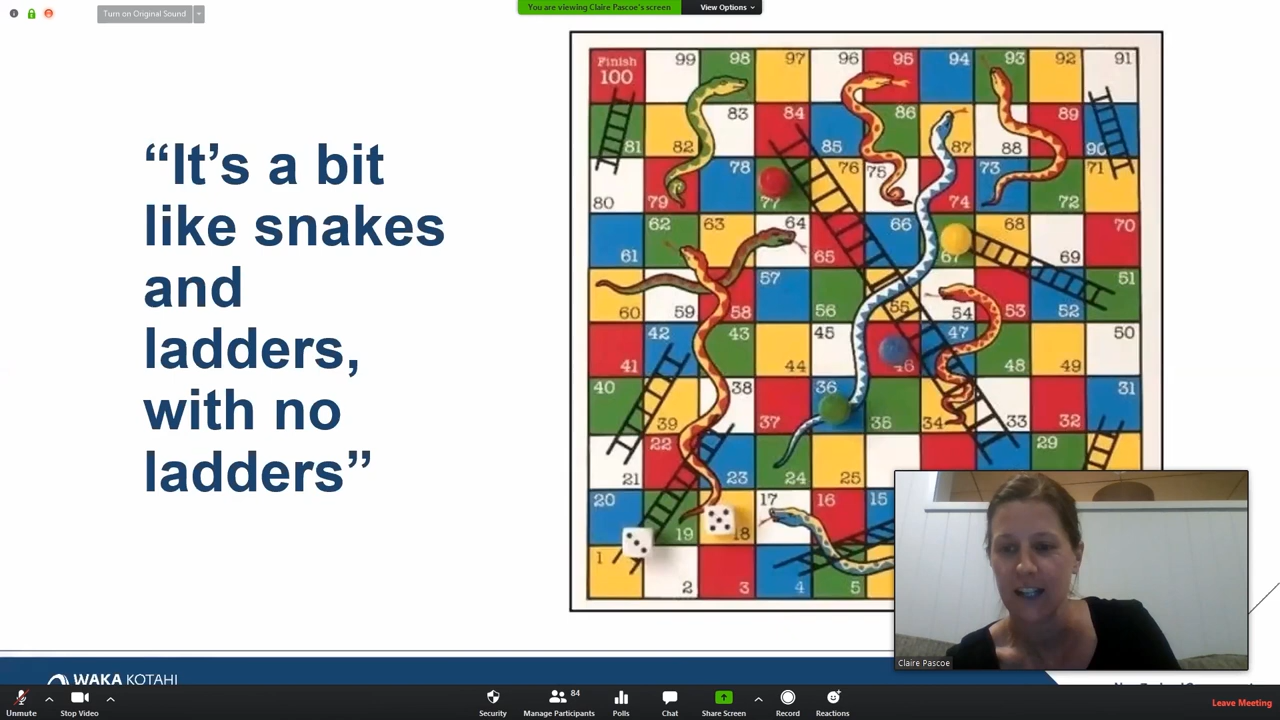 Turn on Original Sound
You are viewing Claire Pascoe's screen
View Options
“It’s a bit
like snakes
and
ladders,
with no
ladders”
Finish
100 99 98 97 96 95 94 93 92 91
81 82 83 84 85 86 87 88 89 90
80 79 78 77 76 75 74 73 72 71
61 62 63 64 65 66 67 68 69 70
60 59 58 57 56 55 54 53 52 51
41 42 43 44 45 46 47 48 49 50
40 39 38 37 36 35 34 33 32 31
21 22 23 24 25 29
20 19 18 17 16 15
1 2 3 4 5
Claire Pascoe
WAKA KOTAHI
Unmute
Stop Video
Security
84
Manage Participants
Polls
Chat
Share Screen
Record
Reactions
Leave Meeting